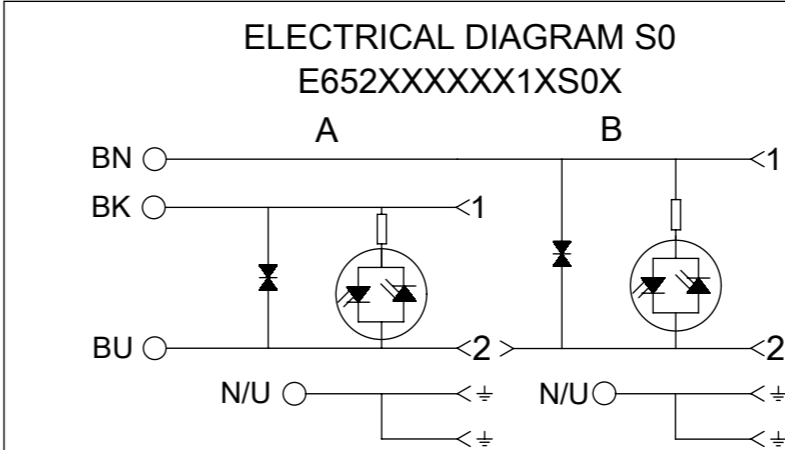 ELECTRICAL DIAGRAM S0
E652XXXXXX1XS0X
A B
BN 1
BK 1
BU 2 2
N/U N/U